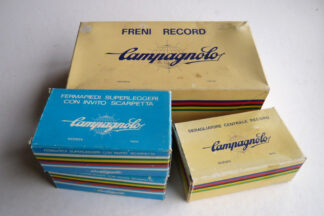 FRENI RECORD
Campagnolo
FERMAPIEDI SUPERLEGGERI
CON INVITO SCARPETTA
Campagnolo
DERAGLIATORE CENTRALE RECORD
Campagnolo